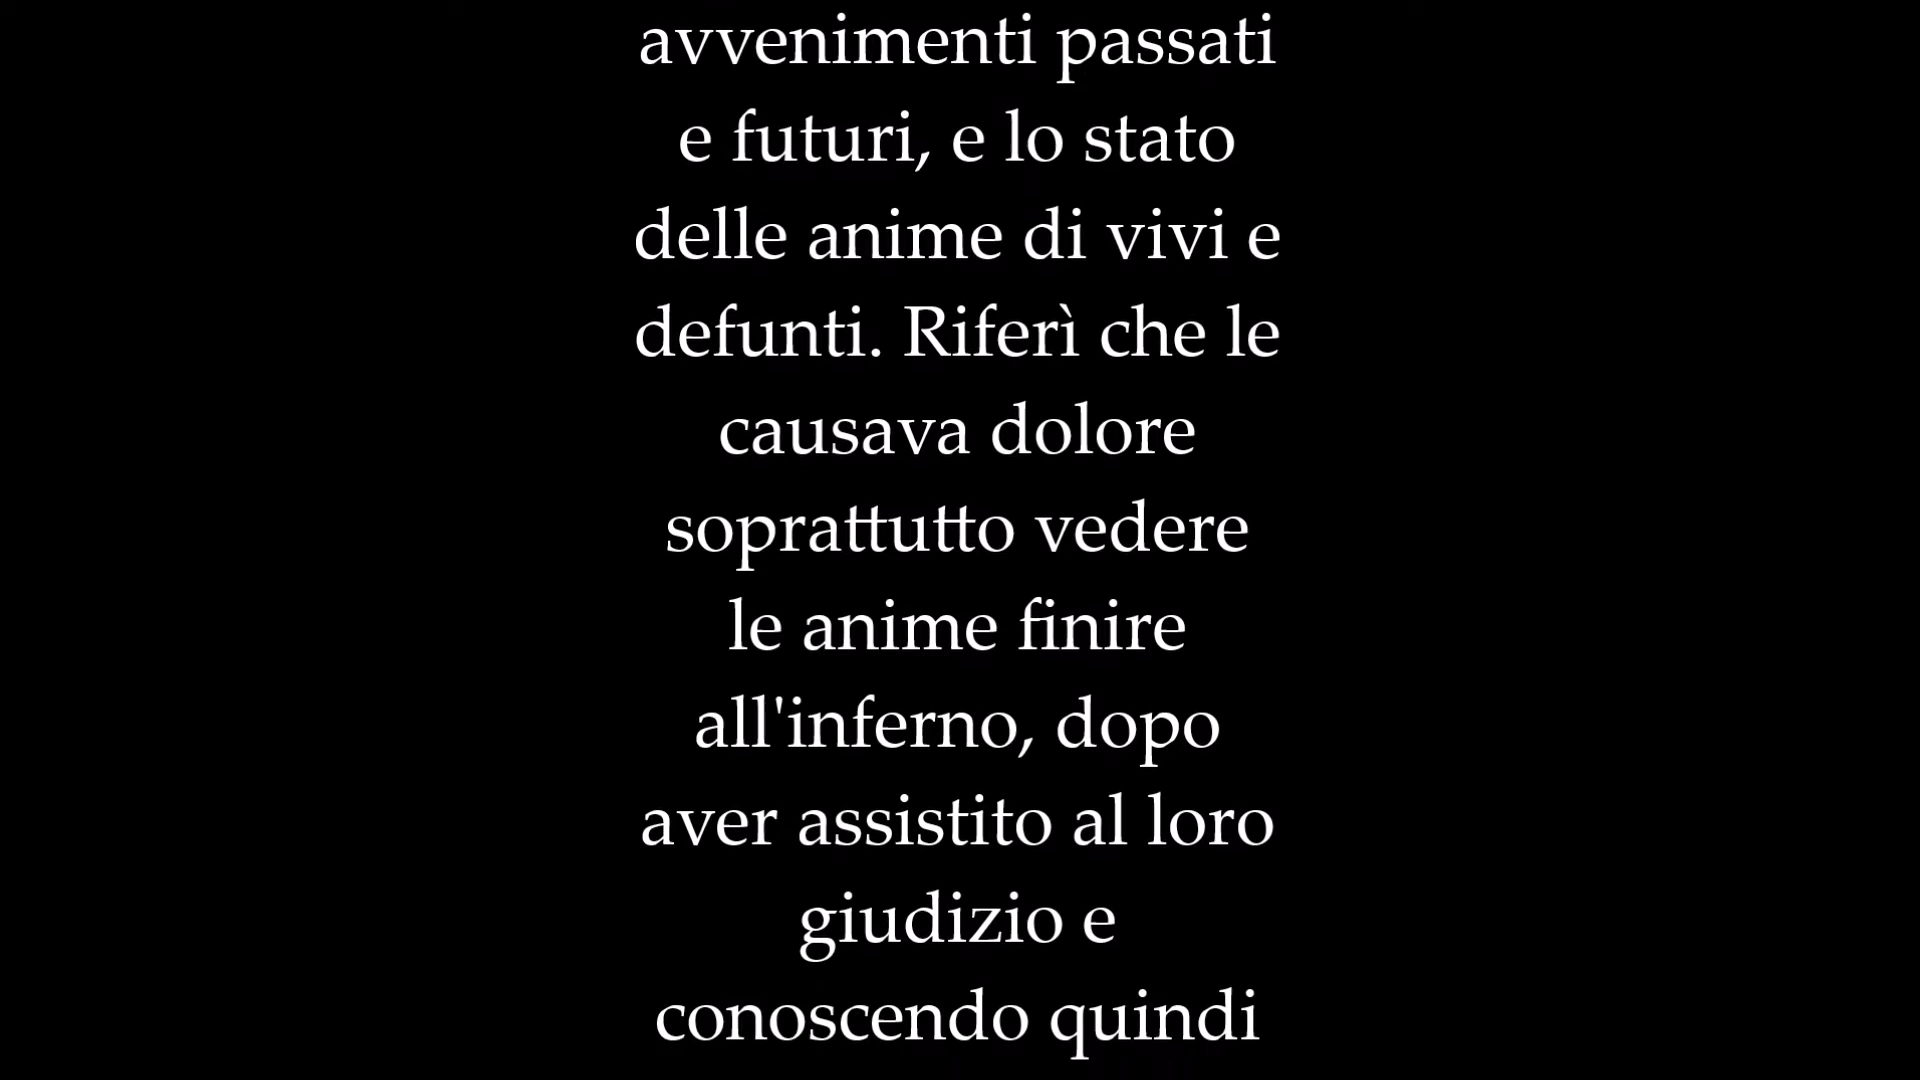 avvenimenti passati
e futuri, e lo stato
delle anime di vivi e
defunti. Riferì che le
causava dolore
soprattutto vedere
le anime finire
all'inferno, dopo
aver assistito al loro
giudizio e
conoscendo quindi